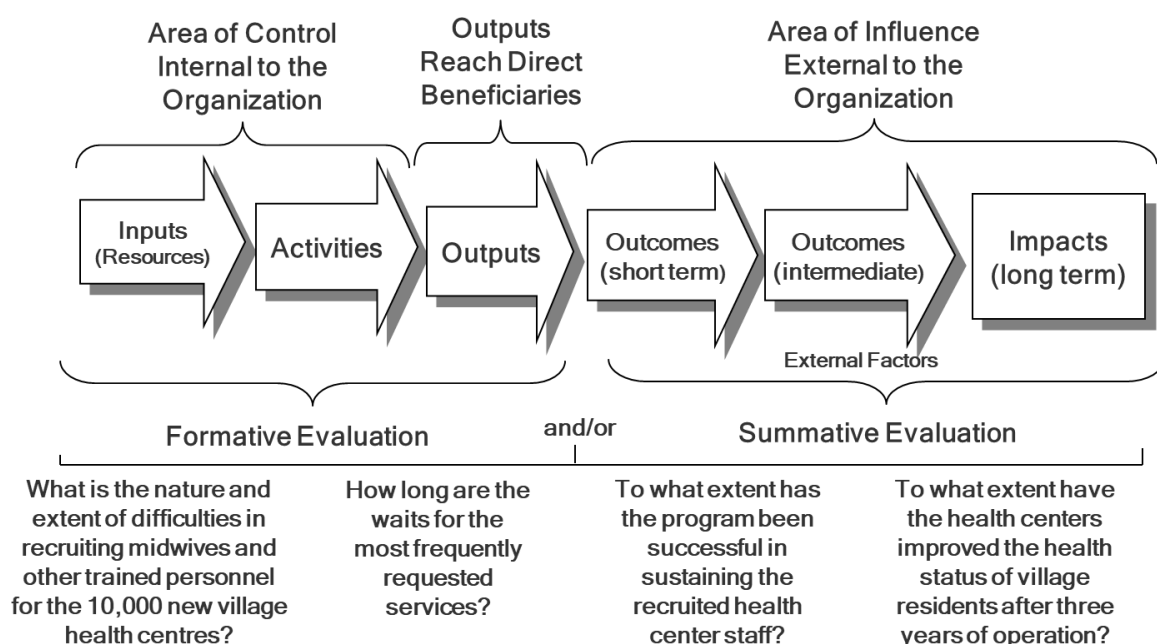 Area of Control
Internal to the
Organization
Outputs
Reach Direct
Beneficiaries
Area of Influence
External to the
Organization
Inputs
(Resources)
Activities
Outputs
Outcomes
(short term)
Outcomes
(intermediate)
Impacts
(long term)
External Factors
Formative Evaluation
and/or
Summative Evaluation
What is the nature and
extent of difficulties in
recruiting midwives and
other trained personnel
for the 10,000 new village
health centres?
How long are the
waits for the
most frequently
requested
services?
To what extent has
the program been
successful in
sustaining the
recruited health
center staff?
To what extent have
the health centers
improved the health
status of village
residents after three
years of operation?